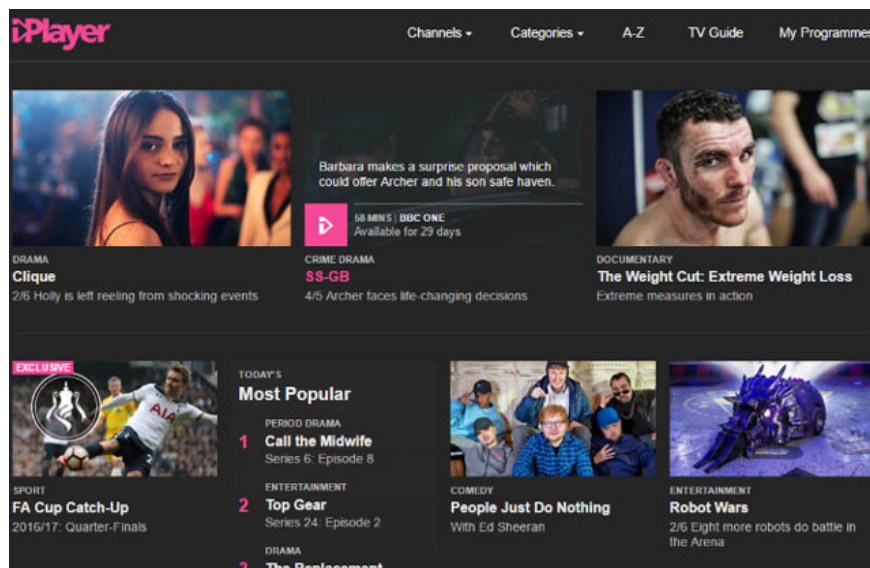 iPlayer
Channels
Categories
A-Z
TV Guide
My Programmes
Barbara makes a surprise proposal which
could offer Archer and his son safe haven.
58 MINS | BBC ONE
Available for 29 days
DRAMA
Clique
2/6 Holly is left reeling from shocking events
CRIME DRAMA
SS-GB
4/5 Archer faces life-changing decisions
DOCUMENTARY
The Weight Cut: Extreme Weight Loss
Extreme measures in action
EXCLUSIVE
AIA
SPORT
FA Cup Catch-Up
2016/17: Quarter-Finals
TODAY'S
Most Popular
PERIOD DRAMA
1 Call the Midwife
Series 6: Episode 8
ENTERTAINMENT
2 Top Gear
Series 24: Episode 2
DRAMA
3 The Replacement
COMEDY
People Just Do Nothing
With Ed Sheeran
ENTERTAINMENT
Robot Wars
2/6 Eight more robots do battle in
the Arena